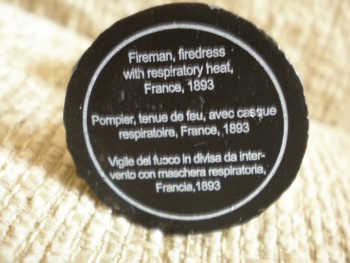 Fireman, firedress
with respiratory heat,
France, 1893
Pompier, tenue de feu, avec casque
respiratoire, France, 1893
Vigile del fuoco in divisa da inter-
vento con maschera respiratoria,
Francia,1893